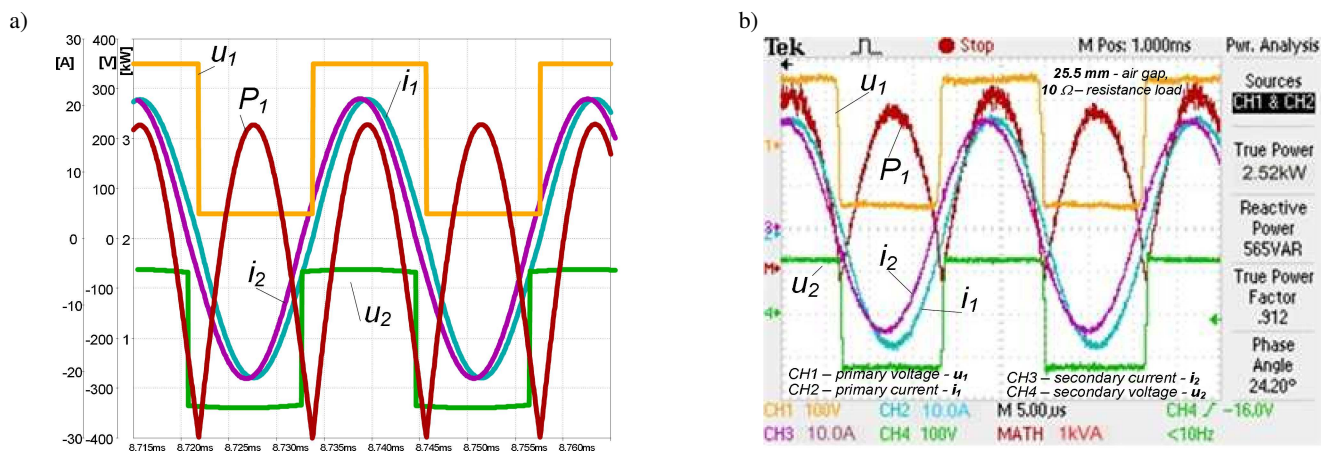 a)
30 400
[A] [V] [kW]
u1
20 300
i1
P1
3
10 200
100
0 0 2
-10 -100
i2
u2
-200 1
-20
-300
-30 -400
8.715ms 8.720ms 8.725ms 8.730ms 8.735ms 8.740ms 8.745ms 8.750ms 8.755ms 8.760ms
b)
Tek Stop M Pos: 1.000ms Pwr. Analysis
25.5 mm - air gap,
10 Ω – resistance load
u1
P1
i2
u2
i1
Sources
CH1 & CH2
True Power
2.52kW
Reactive
Power
565VAR
True Power
Factor
.912
Phase
Angle
24.20°
1
3
2
M
4
CH1 – primary voltage - u1 CH3 – secondary current - i2
CH2 – primary current - i1 CH4 – secondary voltage - u2
CH1 100V CH2 10.0A M 5.00µs CH4 -16.0V
CH3 10.0A CH4 100V MATH 1kVA <10Hz